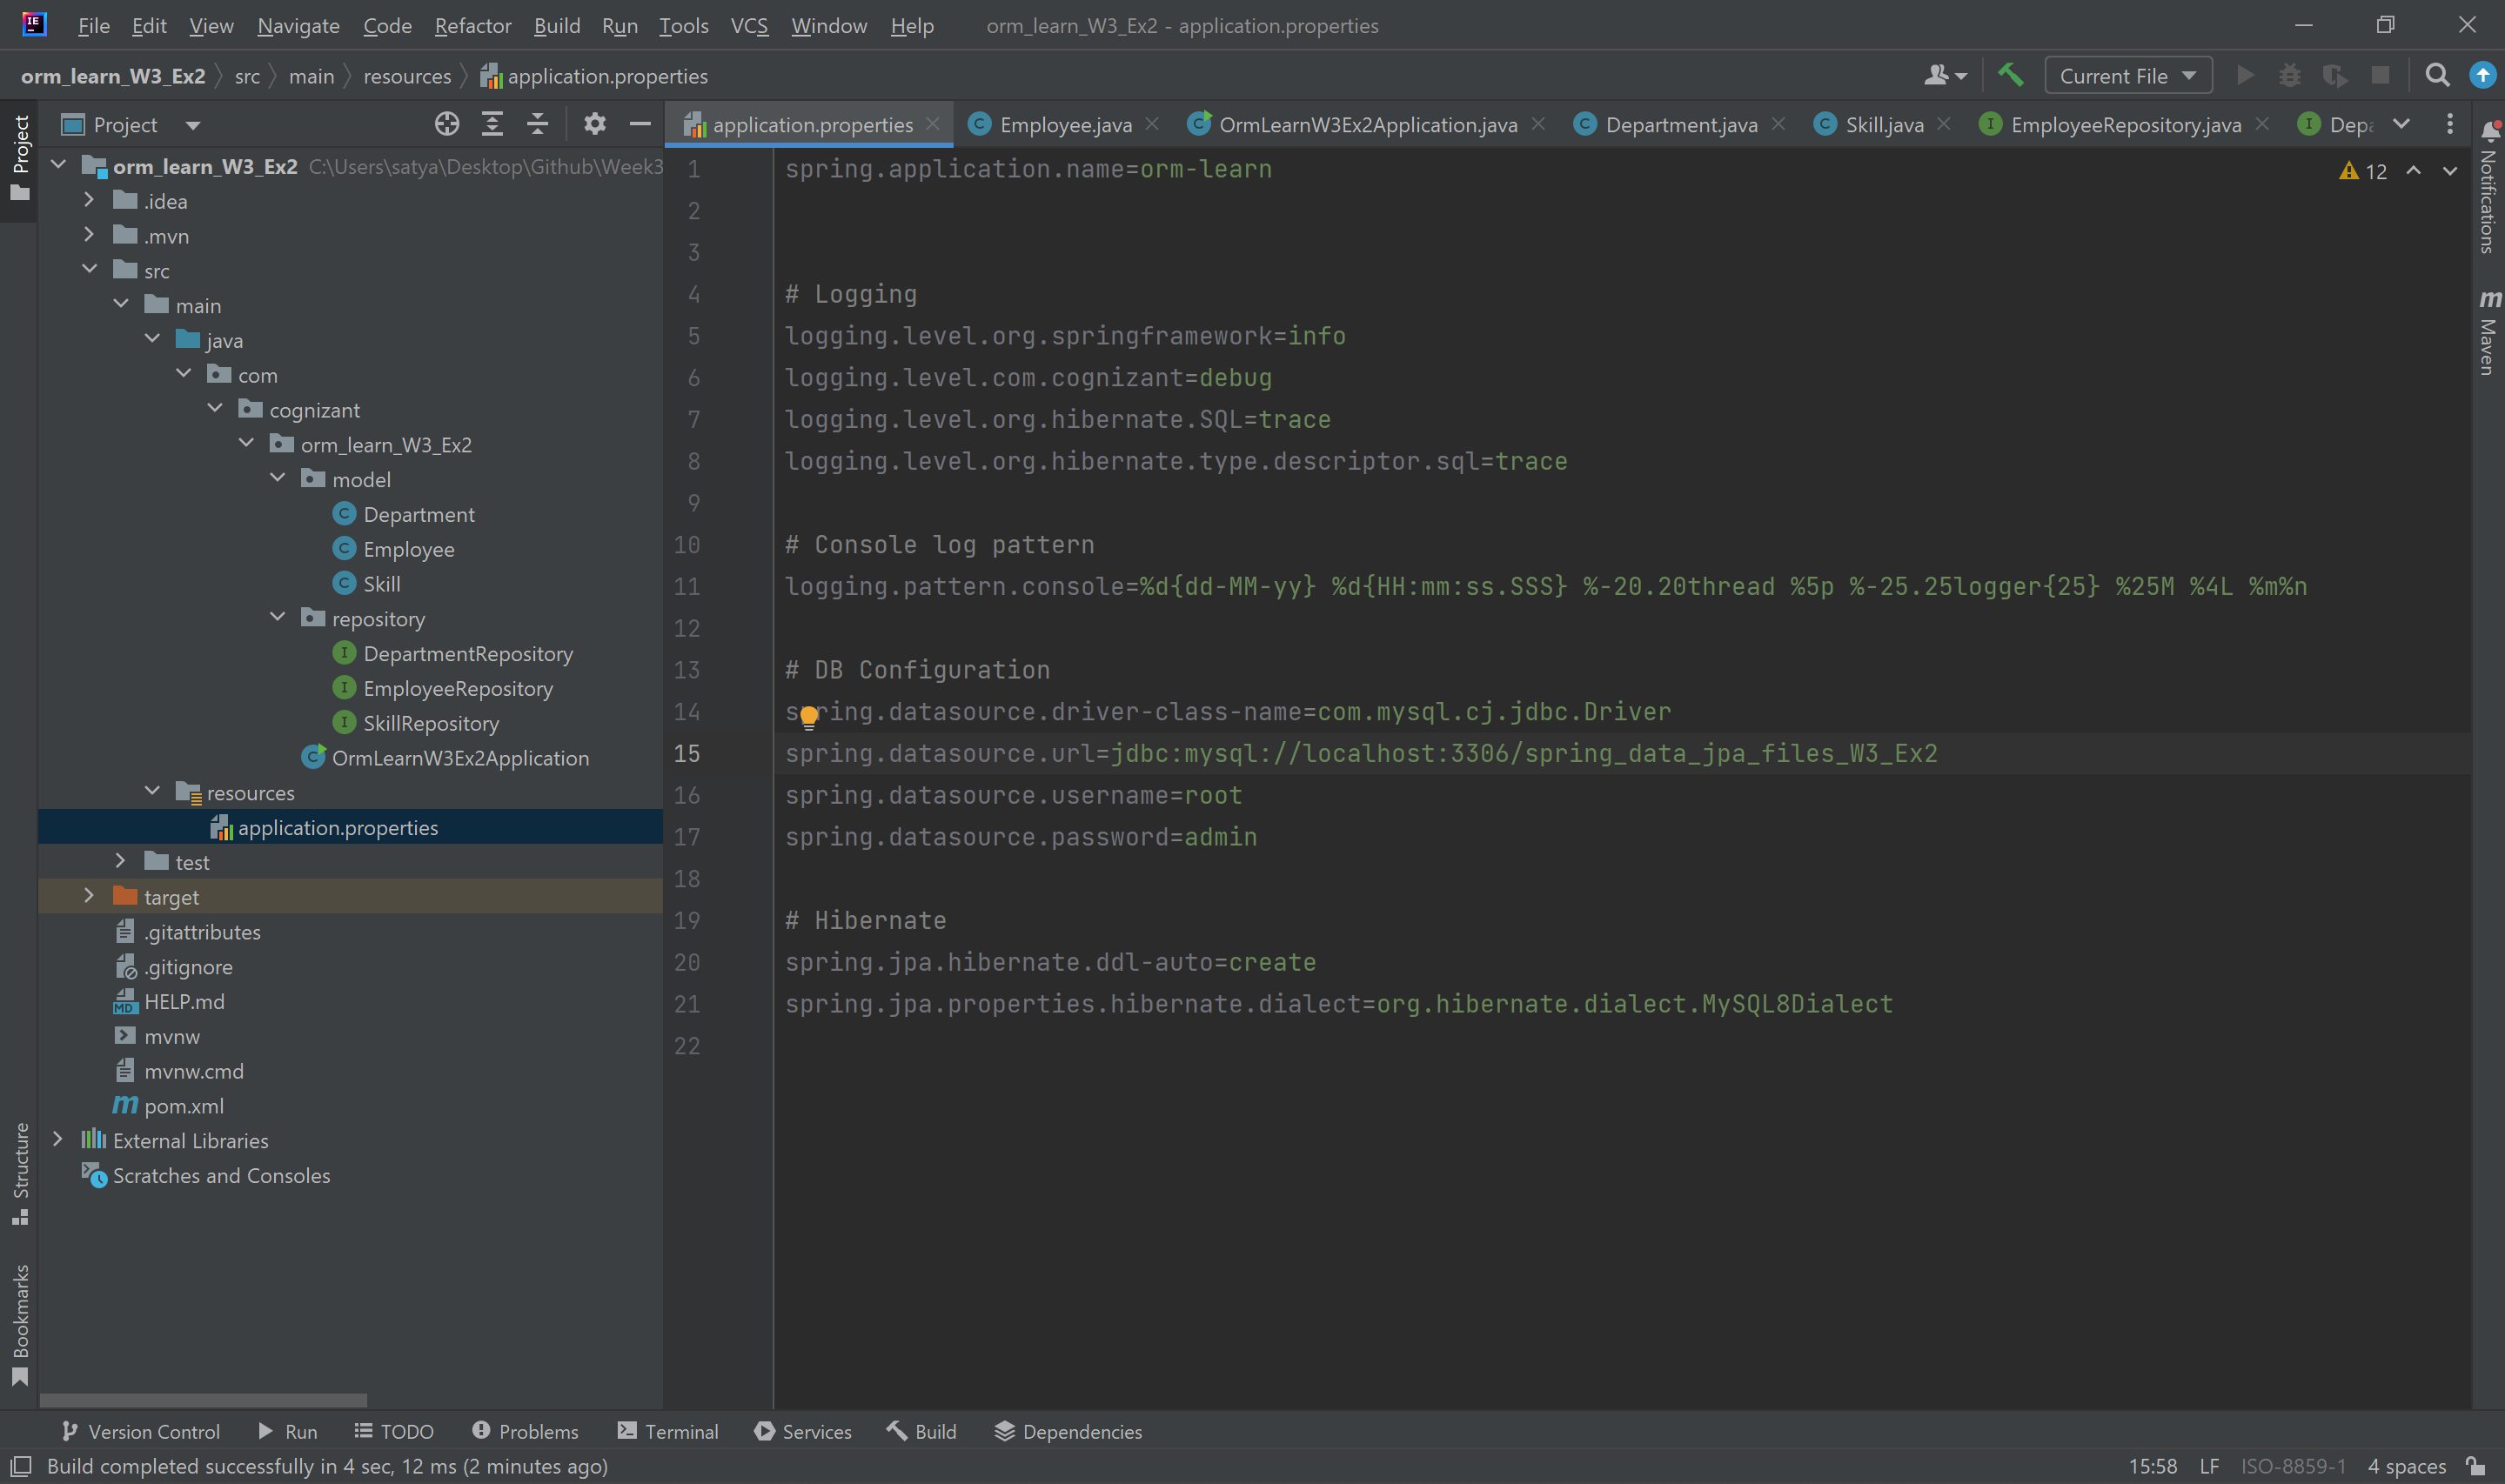 File Edit View Navigate Code Refactor Build Run Tools VCS Window Help orm_learn_W3_Ex2 - application.properties
orm_learn_W3_Ex2 src main resources application.properties Current File
Project application.properties Employee.java OrmLearnW3Ex2Application.java Department.java Skill.java EmployeeRepository.java Depa
Project
Structure
Bookmarks
orm_learn_W3_Ex2 C:\Users\satya\Desktop\Github\Week3
.idea
.mvn
src
main
java
com
cognizant
orm_learn_W3_Ex2
model
Department
Employee
Skill
repository
DepartmentRepository
EmployeeRepository
SkillRepository
OrmLearnW3Ex2Application
resources
application.properties
test
target
.gitattributes
.gitignore
HELP.md
mvnw
mvnw.cmd
pom.xml
External Libraries
Scratches and Consoles
1 spring.application.name=orm-learn
2
3
4 # Logging
5 logging.level.org.springframework=info
6 logging.level.com.cognizant=debug
7 logging.level.org.hibernate.SQL=trace
8 logging.level.org.hibernate.type.descriptor.sql=trace
9
10 # Console log pattern
11 logging.pattern.console=%d{dd-MM-yy} %d{HH:mm:ss.SSS} %-20.20thread %5p %-25.25logger{25} %25M %4L %m%n
12
13 # DB Configuration
14 spring.datasource.driver-class-name=com.mysql.cj.jdbc.Driver
15 spring.datasource.url=jdbc:mysql://localhost:3306/spring_data_jpa_files_W3_Ex2
16 spring.datasource.username=root
17 spring.datasource.password=admin
18
19 # Hibernate
20 spring.jpa.hibernate.ddl-auto=create
21 spring.jpa.properties.hibernate.dialect=org.hibernate.dialect.MySQL8Dialect
22
12
Notifications
Maven
Version Control Run TODO Problems Terminal Services Build Dependencies
Build completed successfully in 4 sec, 12 ms (2 minutes ago) 15:58 LF ISO-8859-1 4 spaces